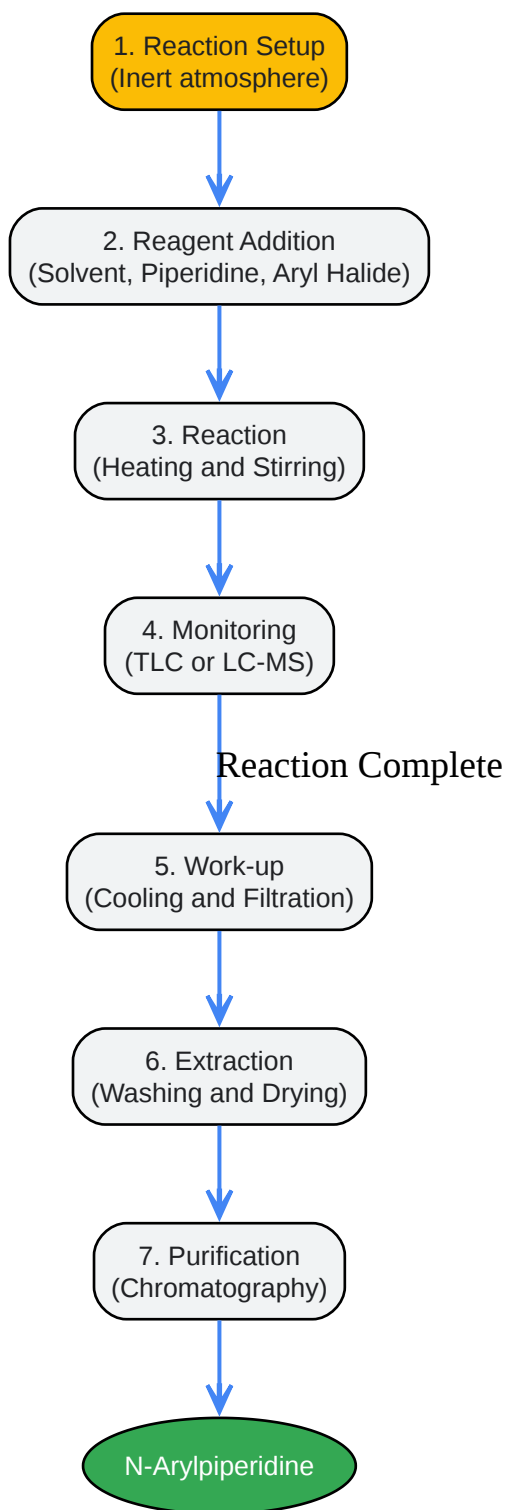 1. Reaction Setup
(Inert atmosphere)
2. Reagent Addition
(Solvent, Piperidine, Aryl Halide)
3. Reaction
(Heating and Stirring)
4. Monitoring
(TLC or LC-MS)
Reaction Complete
5. Work-up
(Cooling and Filtration)
6. Extraction
(Washing and Drying)
7. Purification
(Chromatography)
N-Arylpiperidine